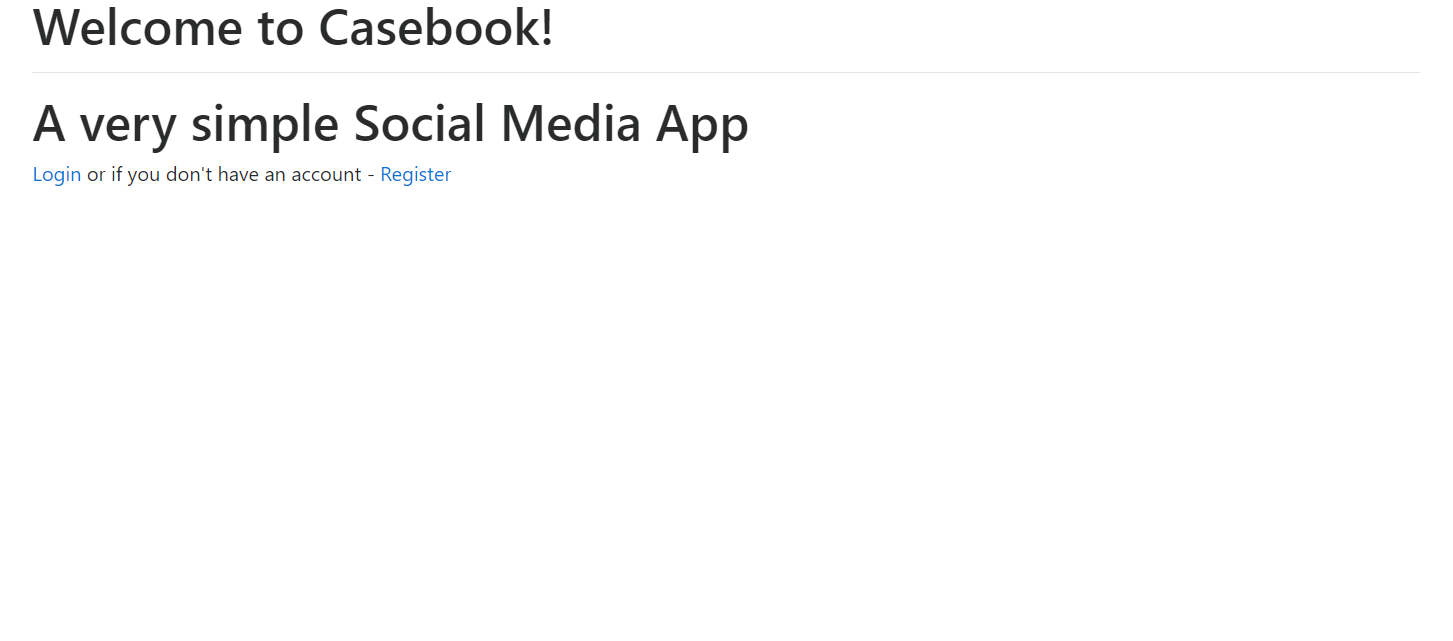 Welcome to Casebook!
A very simple Social Media App
Login or if you don't have an account - Register